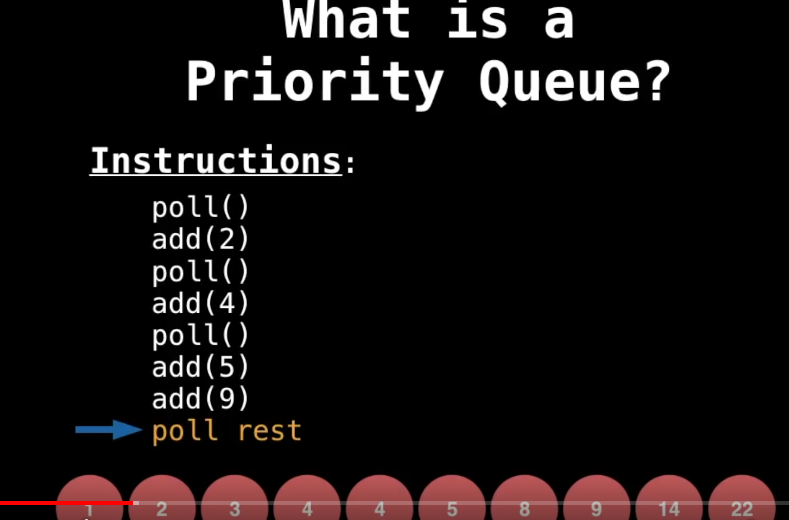 What is a
Priority Queue?
Instructions:
poll()
add(2)
poll()
add(4)
poll()
add(5)
add(9)
poll rest
1 2 3 4 4 5 8 9 14 22